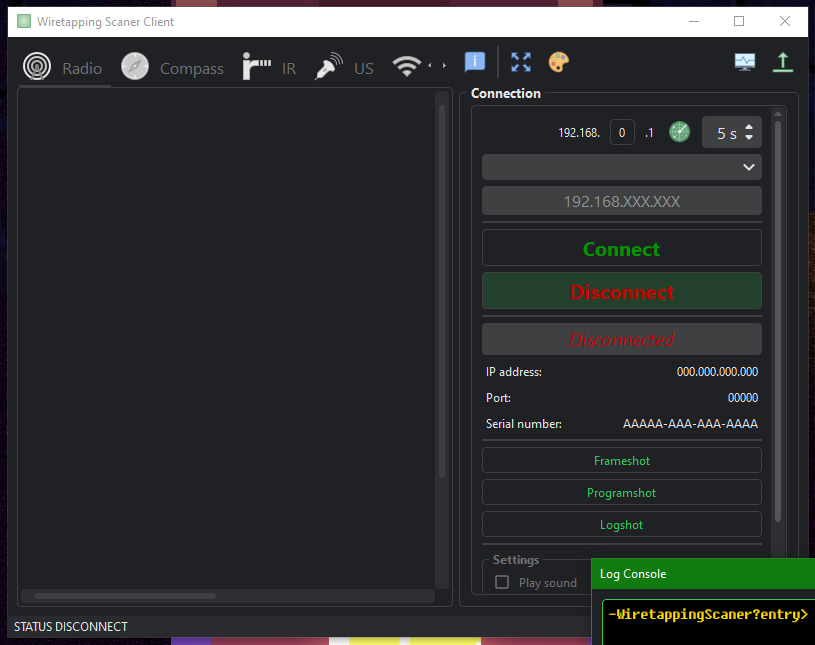 Wiretapping Scaner Client
Radio Compass IR US
Connection
192.168. 0 .1 5 s
192.168.XXX.XXX
Connect
Disconnect
Disconnected
IP address: 000.000.000.000
Port: 00000
Serial number: AAAAA-AAA-AAA-AAAA
Frameshot
Programshot
Logshot
Settings
Play sound
Log Console
-WiretappingScaner?entry>
STATUS DISCONNECT